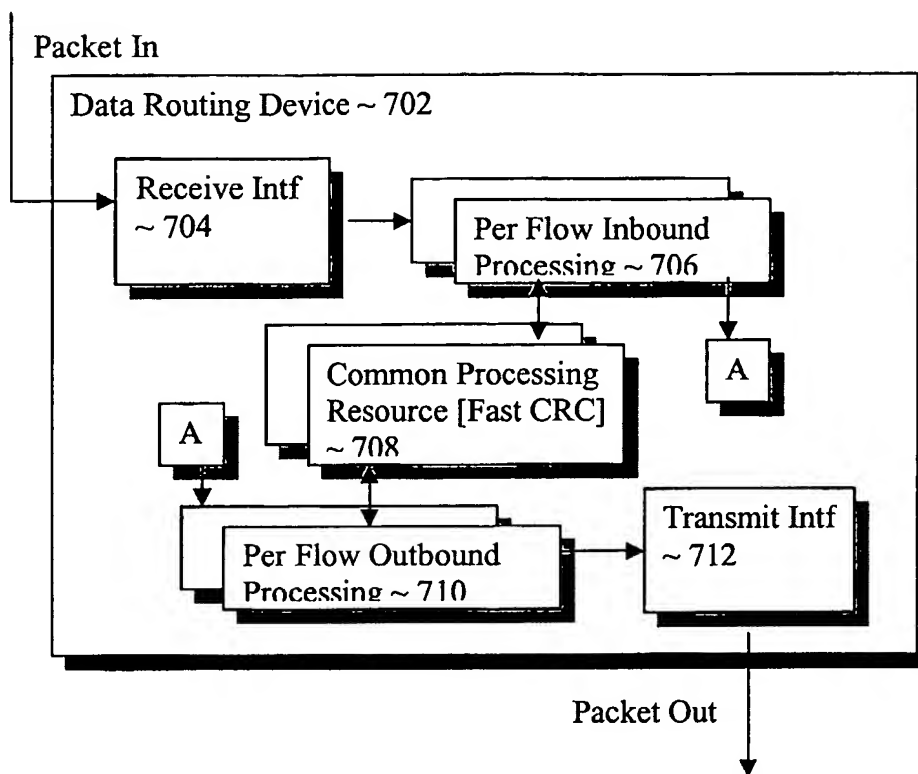 Packet In
Data Routing Device ~ 702
Receive Intf
~ 704
Per Flow Inbound
Processing ~ 706
A
Common Processing
Resource [Fast CRC]
~ 708
A
Per Flow Outbound
Processing ~ 710
Transmit Intf
~ 712
Packet Out